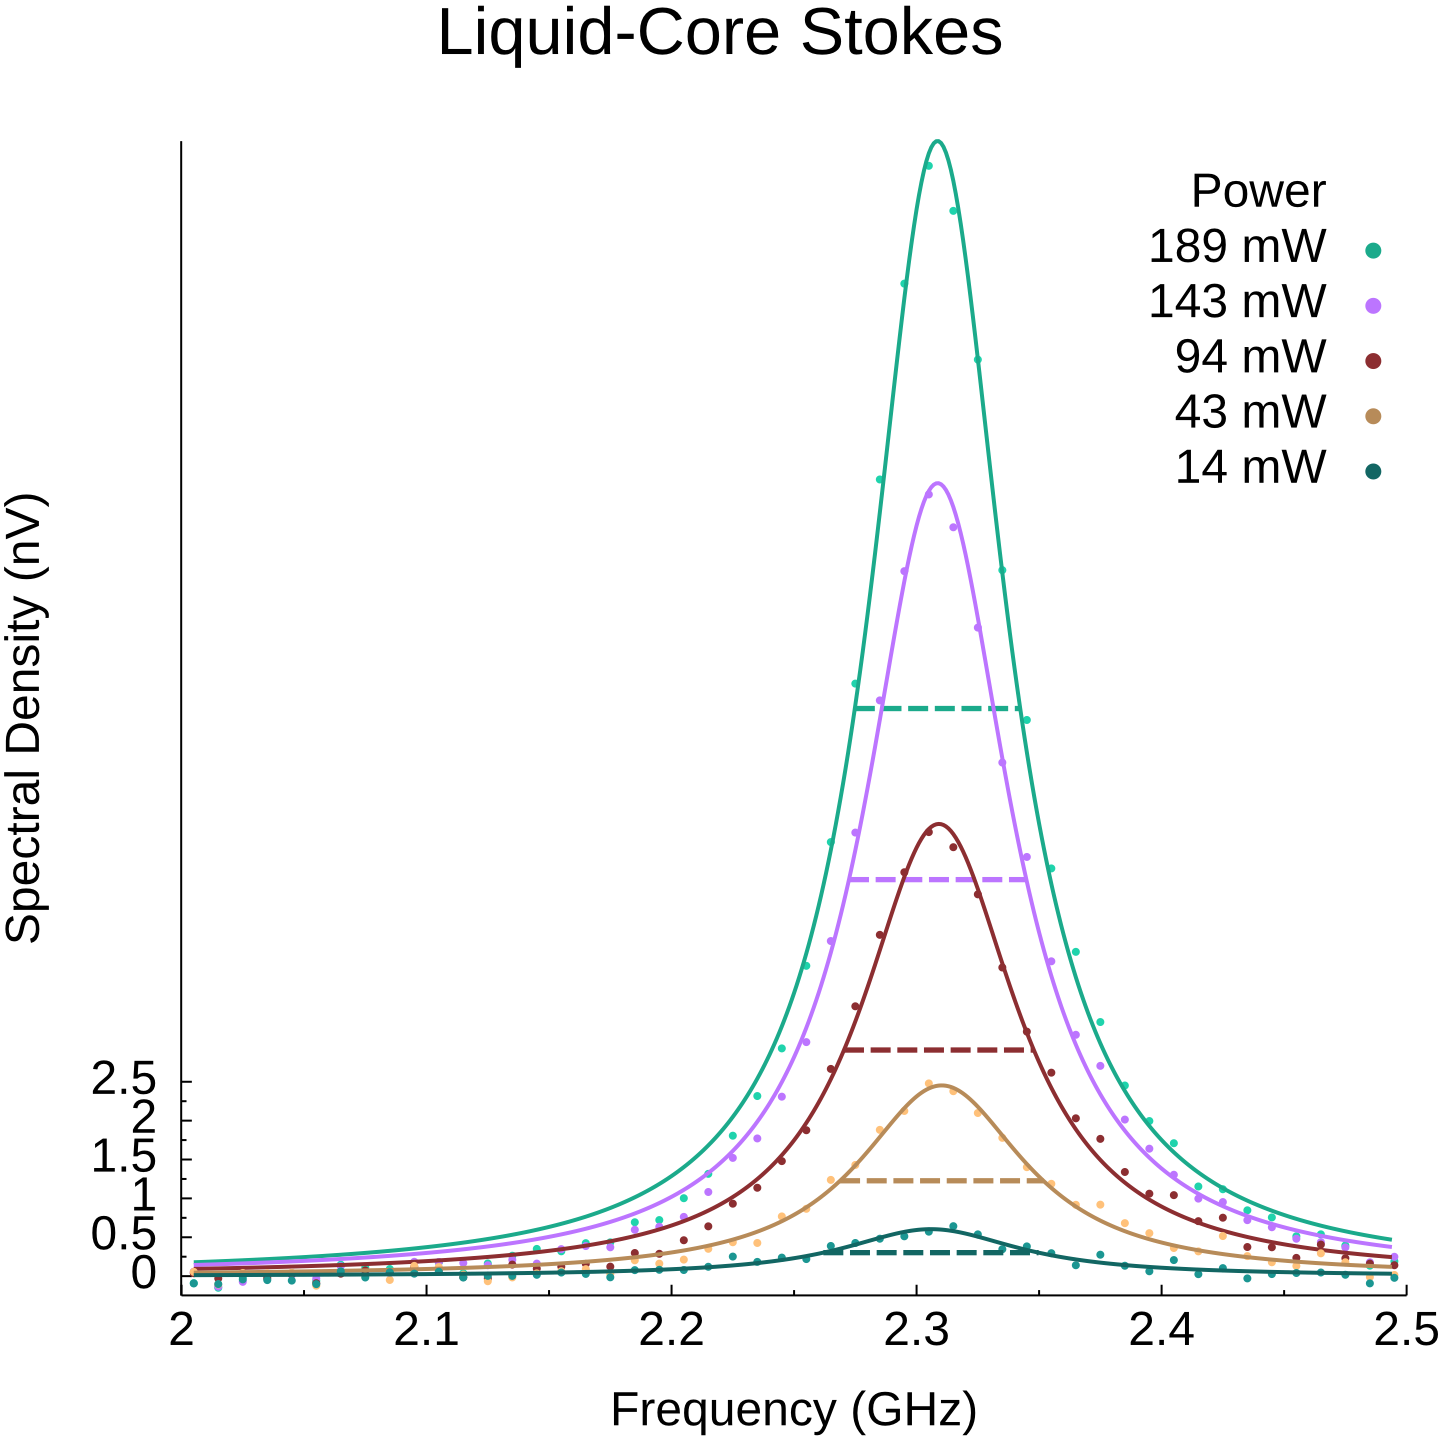 Liquid-Core Stokes
Power
189 mW
143 mW
94 mW
43 mW
14 mW
Spectral Density (nV)
2.5
2
1.5
1
0.5
0
2 2.1 2.2 2.3 2.4 2.5
Frequency (GHz)